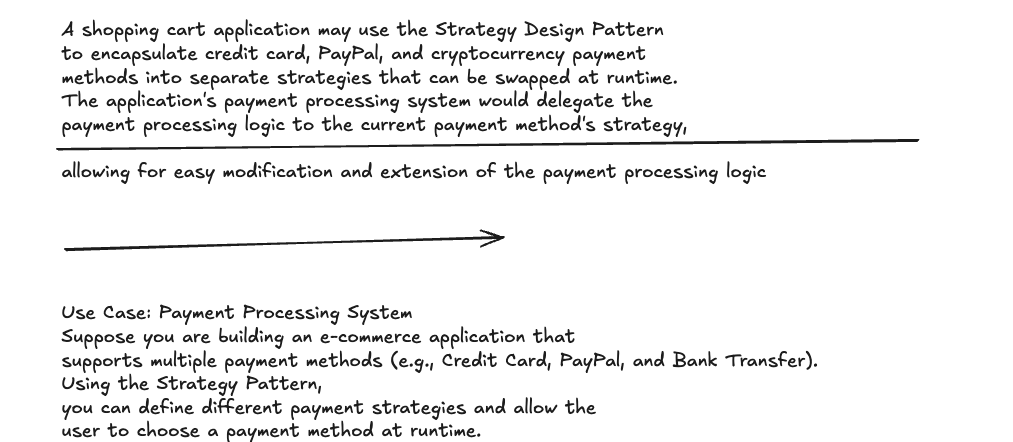 A shopping cart application may use the Strategy Design Pattern
to encapsulate credit card, PayPal, and cryptocurrency payment
methods into separate strategies that can be swapped at runtime.
The application's payment processing system would delegate the
payment processing logic to the current payment method's strategy,
allowing for easy modification and extension of the payment processing logic
Use Case: Payment Processing System
Suppose you are building an e-commerce application that
supports multiple payment methods (e.g., Credit Card, PayPal, and Bank Transfer).
Using the Strategy Pattern,
you can define different payment strategies and allow the
user to choose a payment method at runtime.